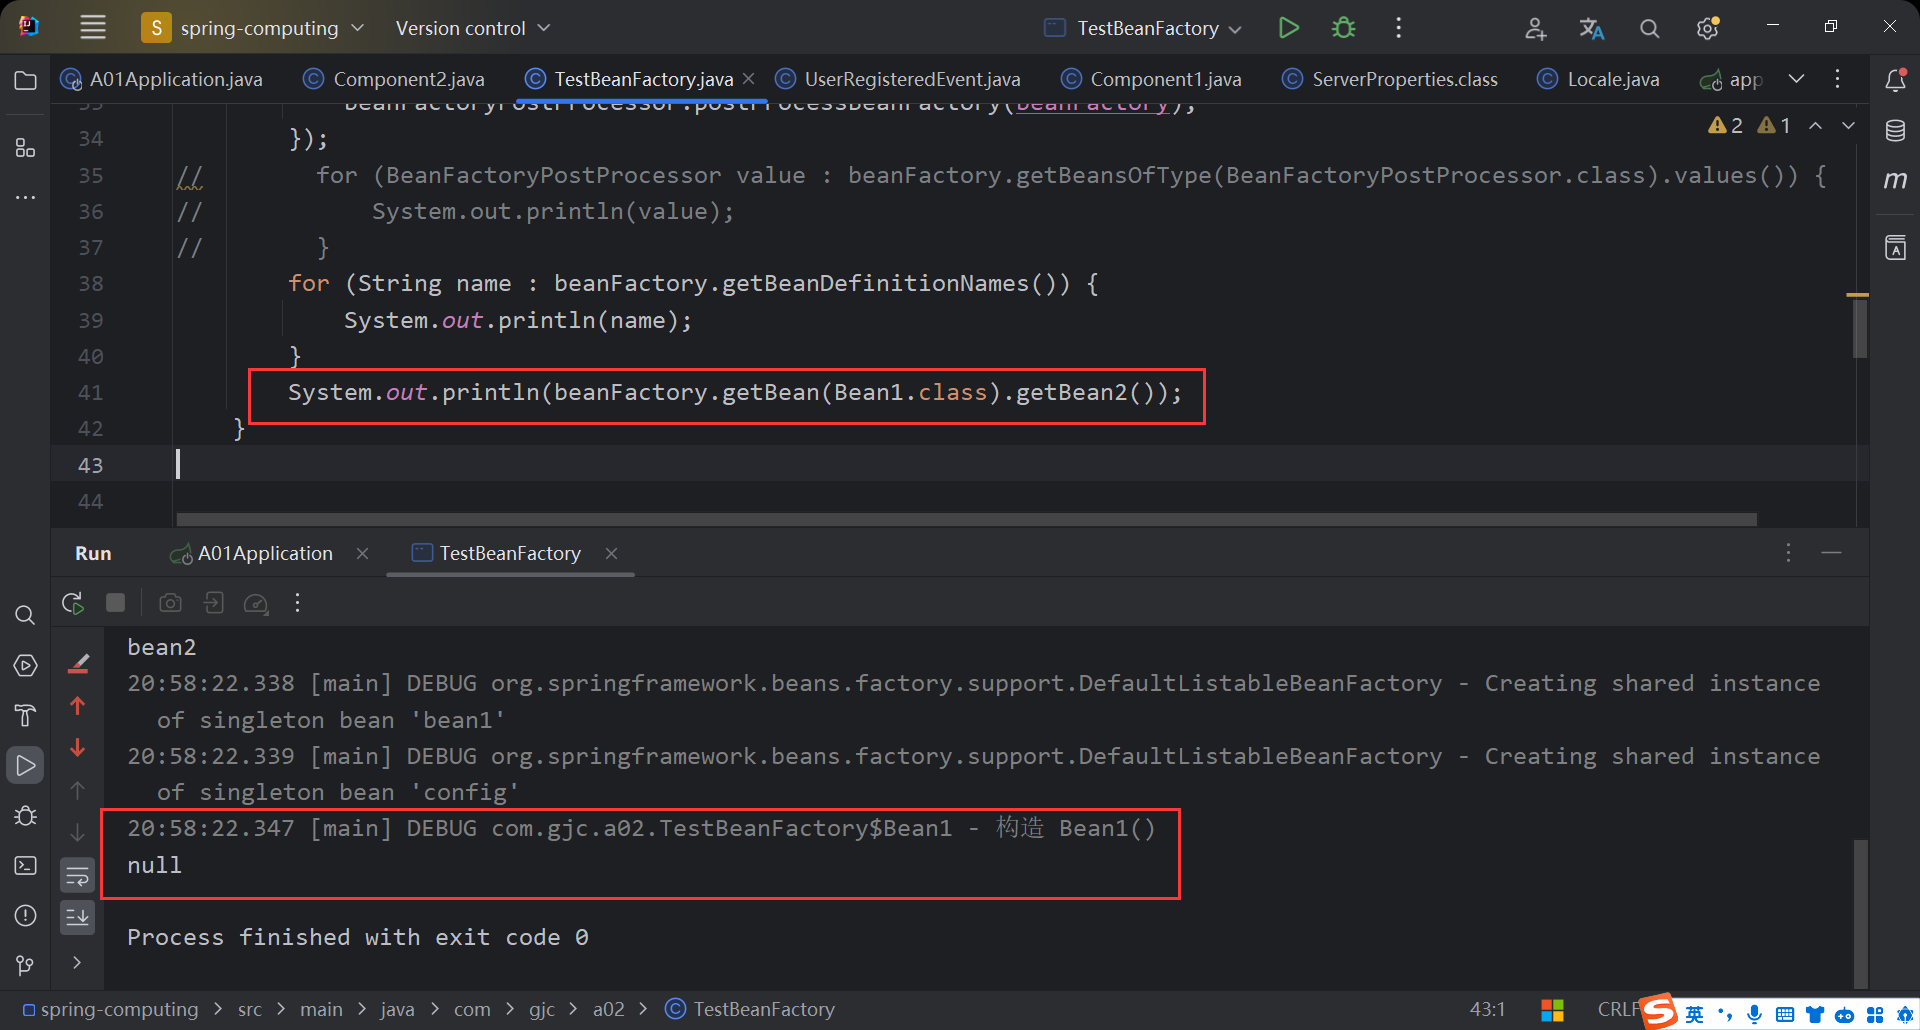 S spring-computing Version control TestBeanFactory
A01Application.java Component2.java TestBeanFactory.java UserRegisteredEvent.java Component1.java ServerProperties.class Locale.java app
33 beanFactoryPostProcessor.postProcessBeanFactory(beanFactory);
2 1
34 });
35 // for (BeanFactoryPostProcessor value : beanFactory.getBeansOfType(BeanFactoryPostProcessor.class).values()) {
36 // System.out.println(value);
37 // }
38 for (String name : beanFactory.getBeanDefinitionNames()) {
39 System.out.println(name);
40 }
41 System.out.println(beanFactory.getBean(Bean1.class).getBean2());
42 }
43
44
Run A01Application TestBeanFactory
bean2
20:58:22.338 [main] DEBUG org.springframework.beans.factory.support.DefaultListableBeanFactory - Creating shared instance
of singleton bean 'bean1'
20:58:22.339 [main] DEBUG org.springframework.beans.factory.support.DefaultListableBeanFactory - Creating shared instance
of singleton bean 'config'
20:58:22.347 [main] DEBUG com.gjc.a02.TestBeanFactory$Bean1 - 构造 Bean1()
null
Process finished with exit code 0
spring-computing > src > main > java > com > gjc > a02 > TestBeanFactory 43:1 CRLF S 英